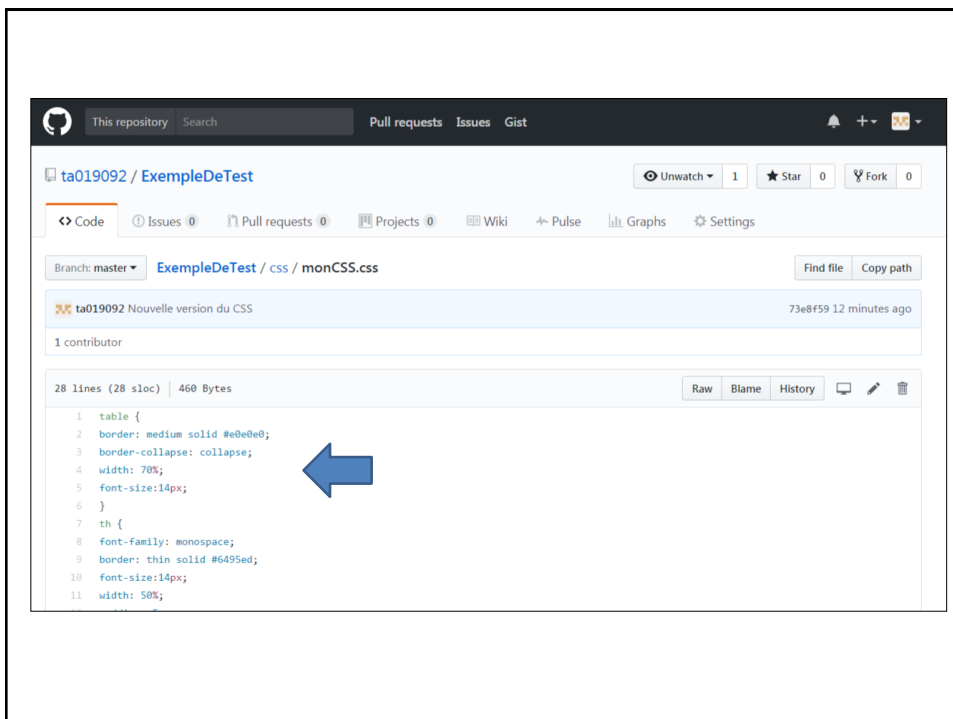 This repository Search Pull requests Issues Gist
ta019092 / ExempleDeTest Unwatch 1 Star 0 Fork 0
Code Issues 0 Pull requests 0 Projects 0 Wiki Pulse Graphs Settings
Branch: master ExempleDeTest / css / monCSS.css Find file Copy path
ta019092 Nouvelle version du CSS 73e8f59 12 minutes ago
1 contributor
28 lines (28 sloc) 460 Bytes Raw Blame History
1 table {
2 border: medium solid #e0e0e0;
3 border-collapse: collapse;
4 width: 70%;
5 font-size:14px;
6 }
7 th {
8 font-family: monospace;
9 border: thin solid #6495ed;
10 font-size:14px;
11 width: 50%;